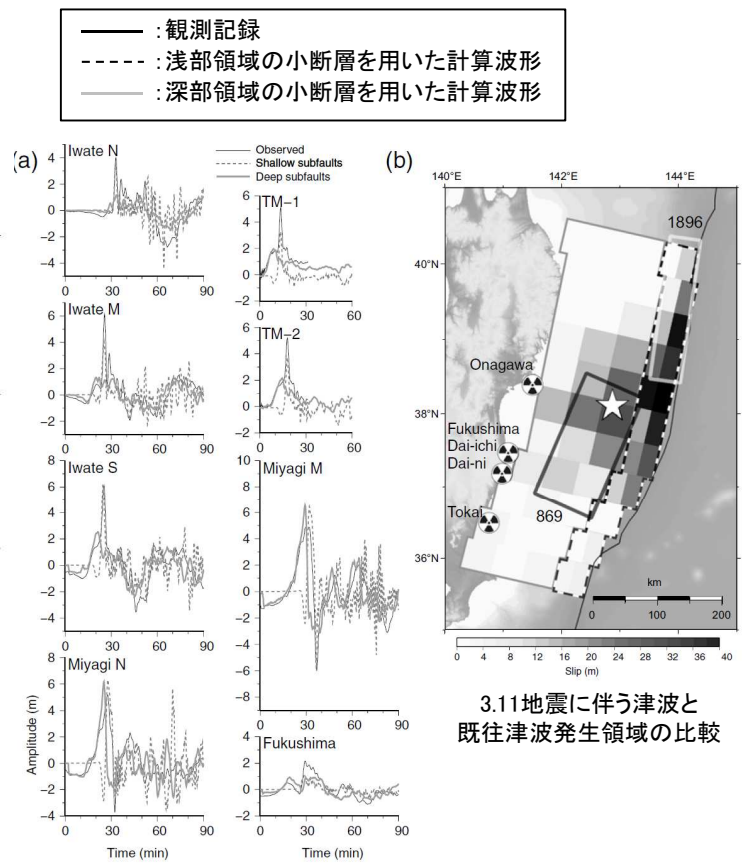 ：観測記録
：浅部領域の小断層を用いた計算波形
：深部領域の小断層を用いた計算波形
(a)
Iwate N
Observed
Shallow subfaults
Deep subfaults
4
2
0
−2
−4
0 30 60 90
TM−1
6
4
2
0
−2
0 20 40 60
Iwate M
6
4
2
0
−2
0 30 60 90
TM−2
6
4
2
0
−2
0 20 40 60
Iwate S
6
4
2
0
−2
−4
0 30 60 90
Miyagi M
10
8
6
4
2
0
−2
−4
−6
−8
0 30 60 90
Miyagi N
Amplitude (m)
8
6
4
2
0
−2
−4
0 30 60 90
Time (min)
Fukushima
4
2
0
−2
0 30 60 90
Time (min)
(b)
140˚E 142˚E 144˚E
1896
40˚N
Onagawa
38˚N
Fukushima
Dai-ichi
Dai-ni
Tokai
869
36˚N
km
0 100 200
0 4 8 12 16 20 24 28 32 36 40
Slip (m)
3.11地震に伴う津波と
既往津波発生領域の比較